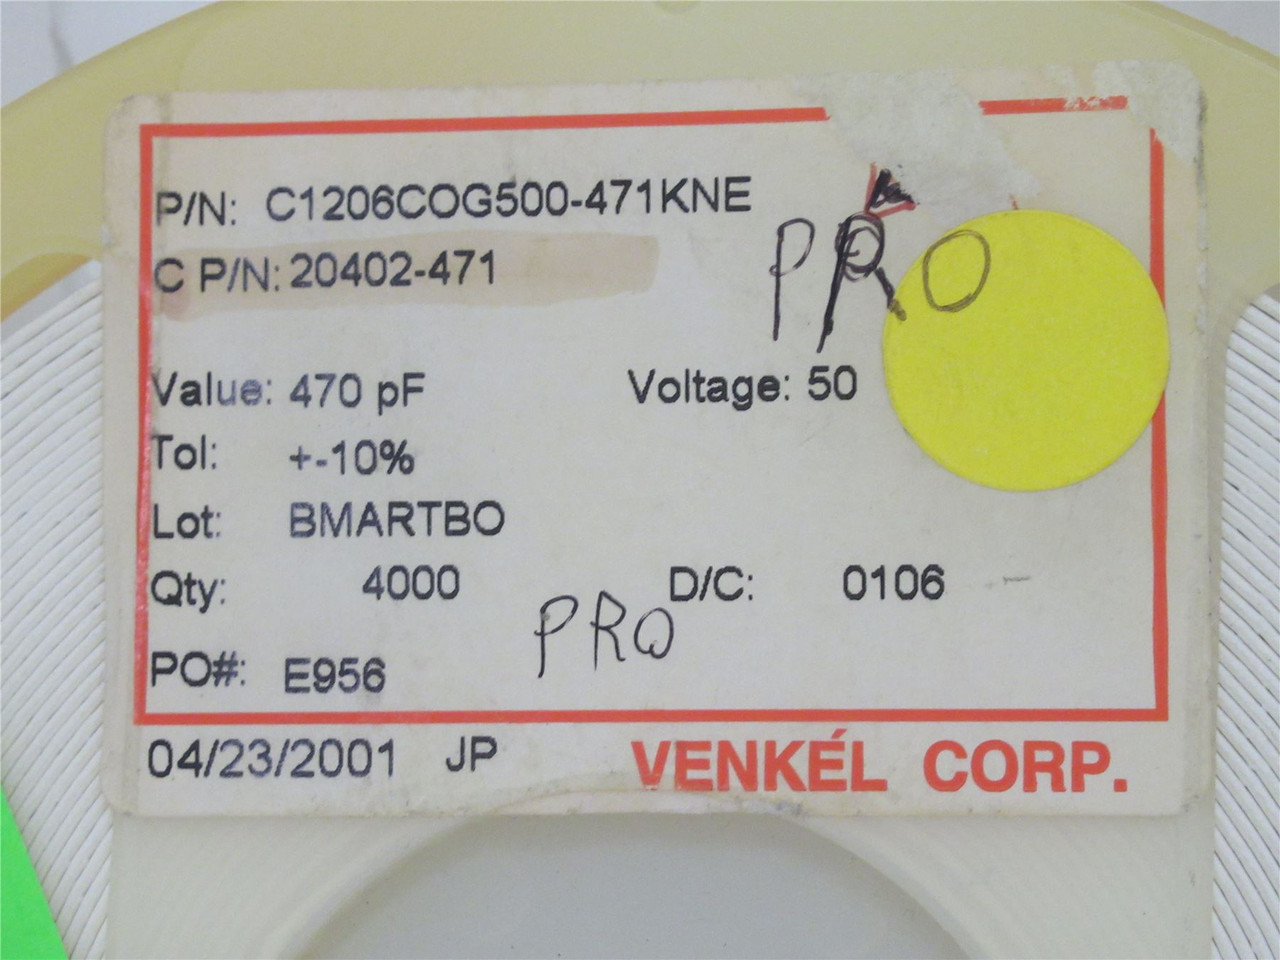 P/N: C1206COG500-471KNE
PRO
C P/N: 20402-471
Value: 470 pF Voltage: 50
Tol: +-10%
Lot: BMARTBO
Qty: 4000 D/C: 0106
PRO
PO#: E956
04/23/2001 JP VENKÉL CORP.